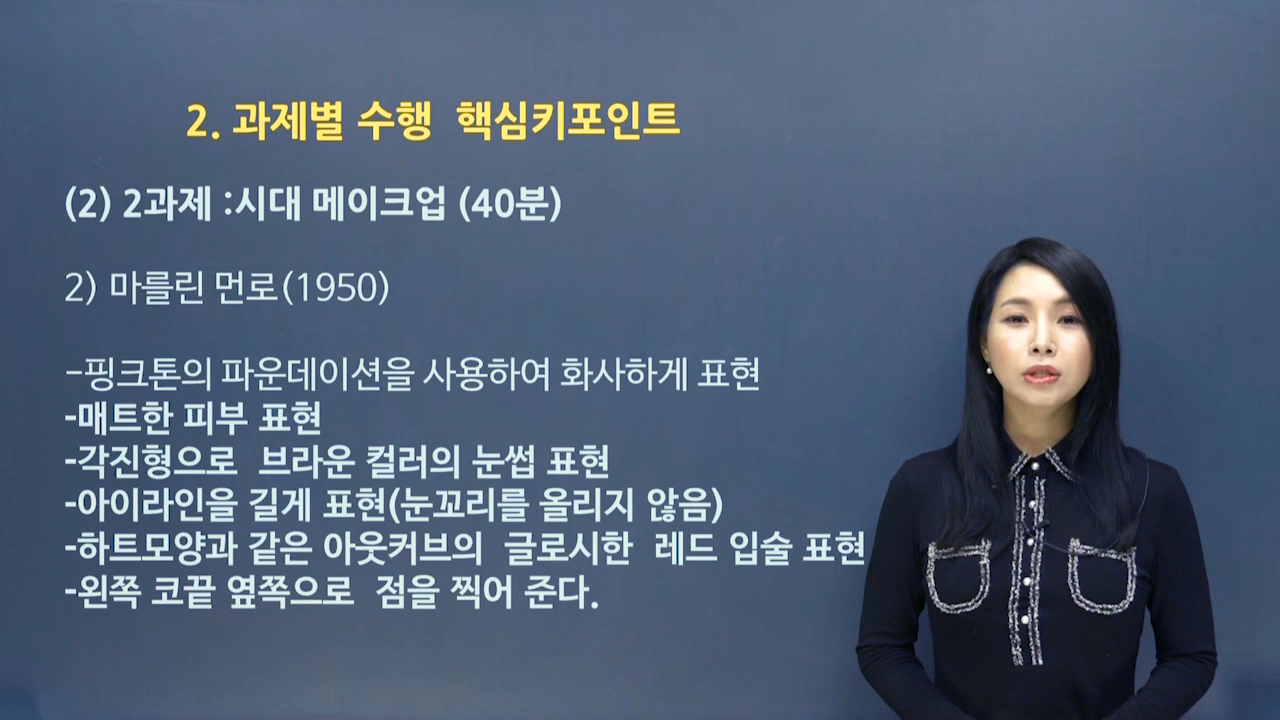 2. 과제별 수행 핵심키포인트
(2) 2과제 :시대 메이크업 (40분)
2) 마를린 먼로(1950)
-핑크톤의 파운데이션을 사용하여 화사하게 표현
-매트한 피부 표현
-각진형으로 브라운 컬러의 눈썹 표현
-아이라인을 길게 표현(눈꼬리를 올리지 않음)
-하트모양과 같은 아웃커브의 글로시한 레드 입술 표현
-왼쪽 코끝 옆쪽으로 점을 찍어 준다.